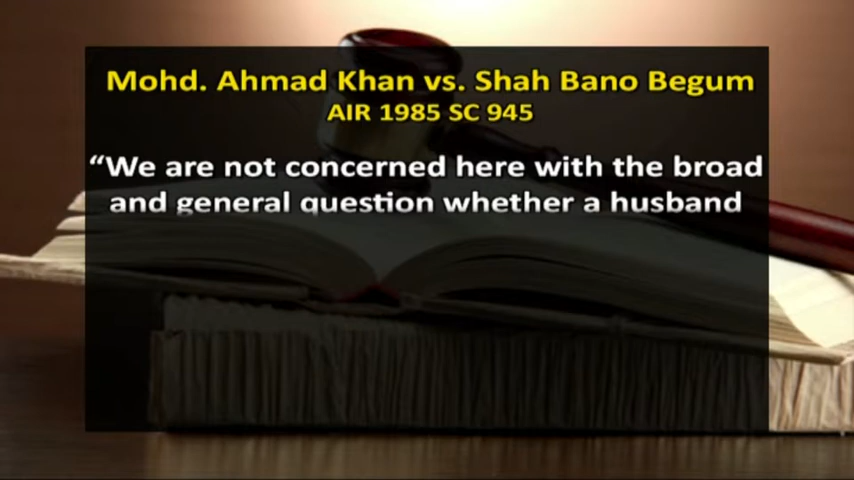 Mohd. Ahmad Khan vs. Shah Bano Begum
AIR 1985 SC 945
“We are not concerned here with the broad
and general question whether a husband